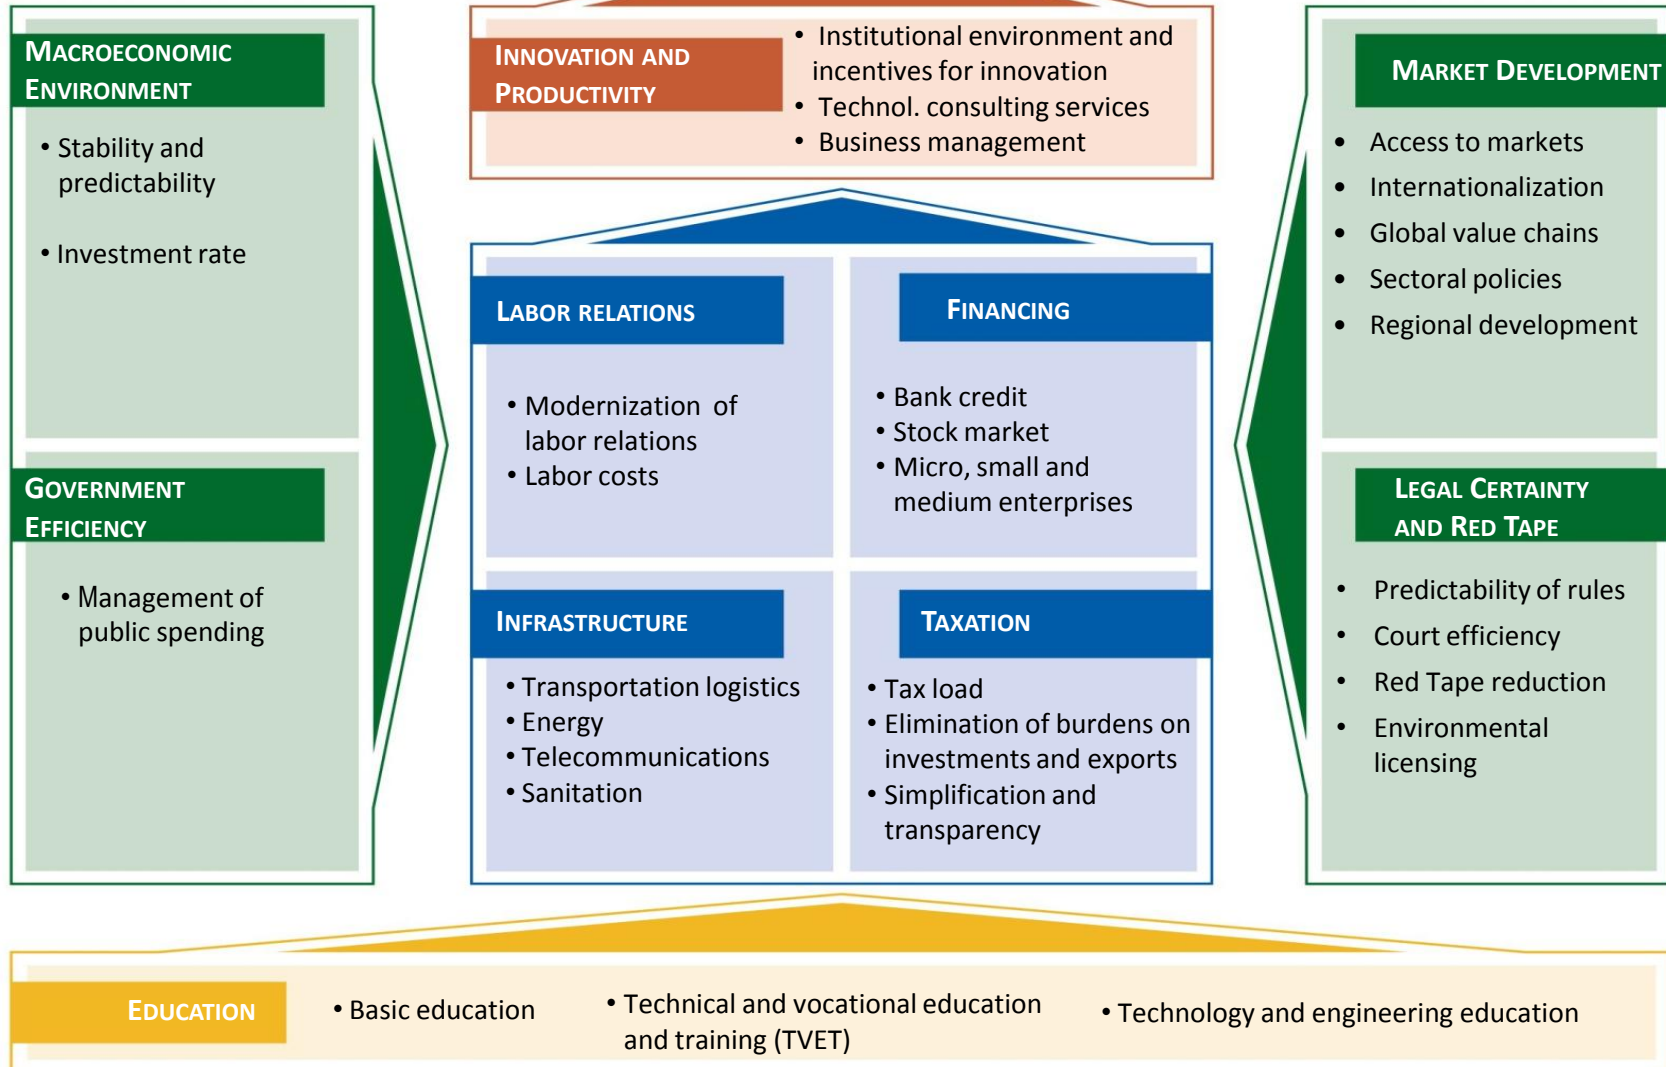 MACROECONOMIC
ENVIRONMENT
• Stability and
predictability
• Investment rate
GOVERNMENT
EFFICIENCY
• Management of
public spending
INNOVATION AND
PRODUCTIVITY
• Institutional environment and
incentives for innovation
• Technol. consulting services
• Business management
LABOR RELATIONS
• Modernization of
labor relations
• Labor costs
FINANCING
• Bank credit
• Stock market
• Micro, small and
medium enterprises
INFRASTRUCTURE
• Transportation logistics
• Energy
• Telecommunications
• Sanitation
TAXATION
• Tax load
• Elimination of burdens on
investments and exports
• Simplification and
transparency
MARKET DEVELOPMENT
• Access to markets
• Internationalization
• Global value chains
• Sectoral policies
• Regional development
LEGAL CERTAINTY
AND RED TAPE
• Predictability of rules
• Court efficiency
• Red Tape reduction
• Environmental
licensing
EDUCATION
• Basic education
• Technical and vocational education
and training (TVET)
• Technology and engineering education